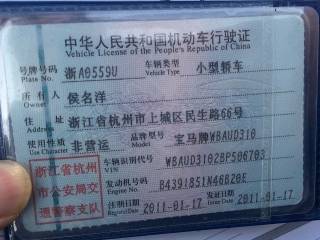 中华人民共和国机动车行驶证
Vehicle License of the People's Republic of China
号牌号码 浙A0559U 车辆类型 小型轿车
Plate No. Vehicle Type
所有人 侯名洋
Owner
住址 浙江省杭州市上城区民生路66号
Address
使用性质 非营运 品牌型号 宝马牌WBAUD310
Use Character Model
浙江省杭州市公安局交通警察支队
车辆识别代号 WBAUD3102BP506703
VIN
发动机号码 B4391851N46B20E
Engine No.
注册日期 2011-01-17 发证日期 2011-01-17
Register Date Issue Date